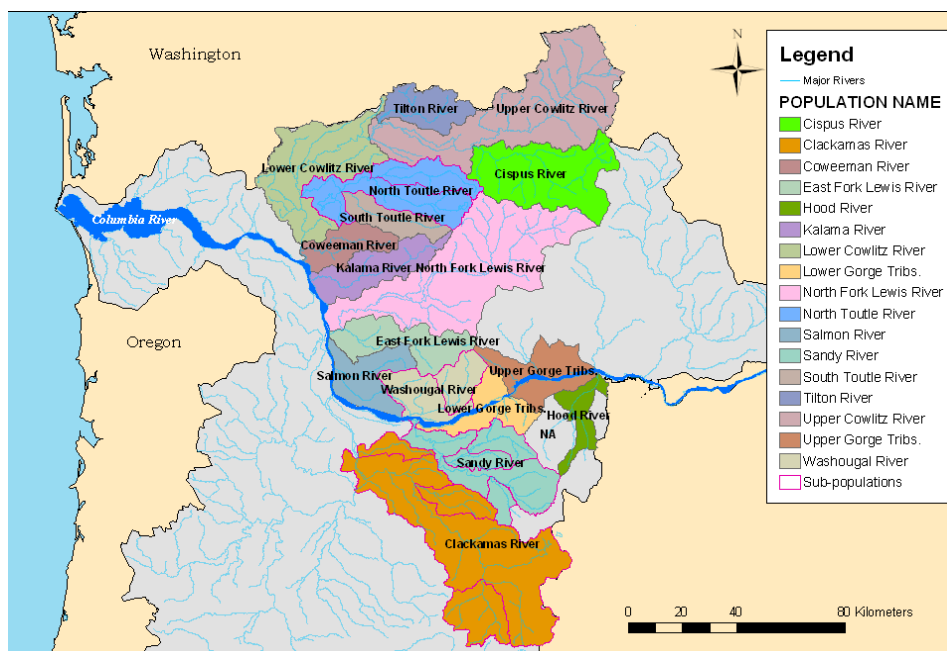 Washington
N
Legend
Major Rivers
POPULATION NAME
Cispus River
Clackamas River
Coweeman River
East Fork Lewis River
Hood River
Kalama River
Lower Cowlitz River
Lower Gorge Tribs.
North Fork Lewis River
North Toutle River
Salmon River
Sandy River
South Toutle River
Tilton River
Upper Cowlitz River
Upper Gorge Tribs.
Washougal River
Sub-populations
Tilton River
Upper Cowlitz River
Lower Cowlitz River
Cispus River
North Toutle River
Columbia River
South Toutle River
Coweeman River
Kalama River
North Fork Lewis River
Oregon
East Fork Lewis River
Salmon River
Upper Gorge Tribs.
Washougal River
Lower Gorge Tribs.
Hood River
NA
Sandy River
Clackamas River
0 20 40 80 Kilometers